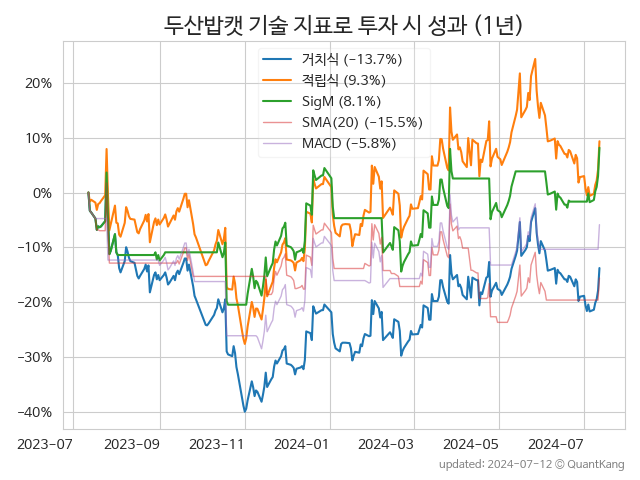 두산밥캣 기술 지표로 투자 시 성과 (1년)
거치식 (−13.7%)
적립식 (9.3%)
SigM (8.1%)
SMA(20) (−15.5%)
MACD (−5.8%)
20%
10%
0%
−10%
−20%
−30%
−40%
2023-07 2023-09 2023-11 2024-01 2024-03 2024-05 2024-07
updated: 2024-07-12 © QuantKang